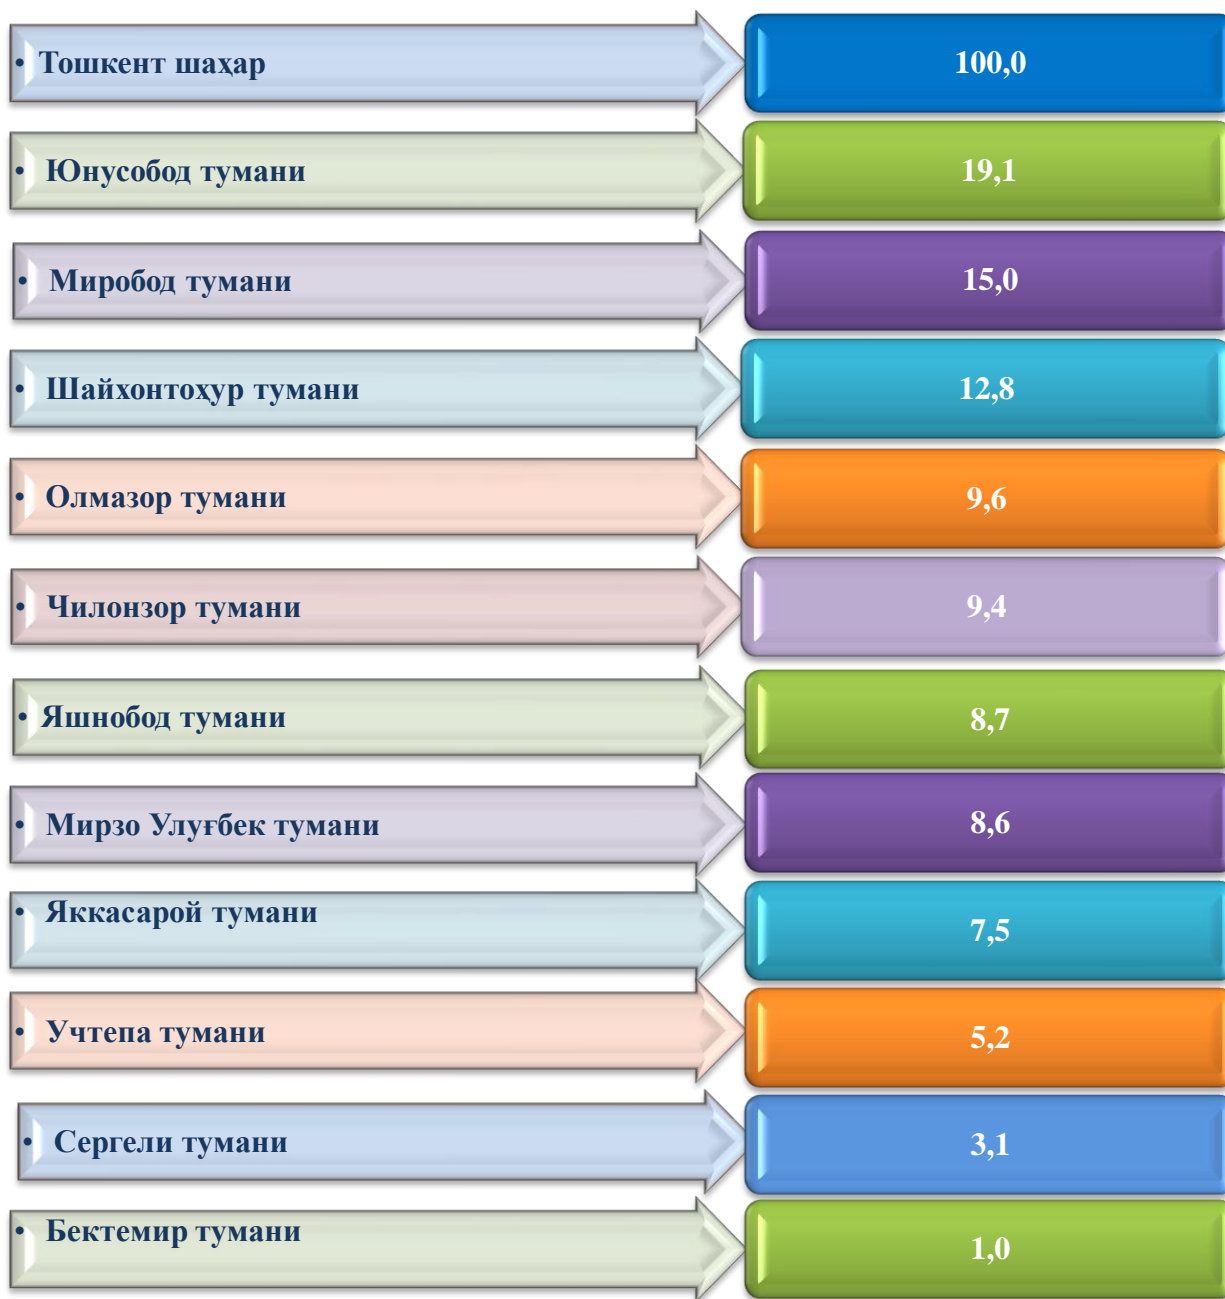 • Тошкент шаҳар 100,0
• Юнусобод тумани 19,1
• Миробод тумани 15,0
• Шайхонтоҳур тумани 12,8
• Олмазор тумани 9,6
• Чилонзор тумани 9,4
• Яшнобод тумани 8,7
• Мирзо Улуғбек тумани 8,6
• Яккасарой тумани 7,5
• Учтепа тумани 5,2
• Сергели тумани 3,1
• Бектемир тумани 1,0